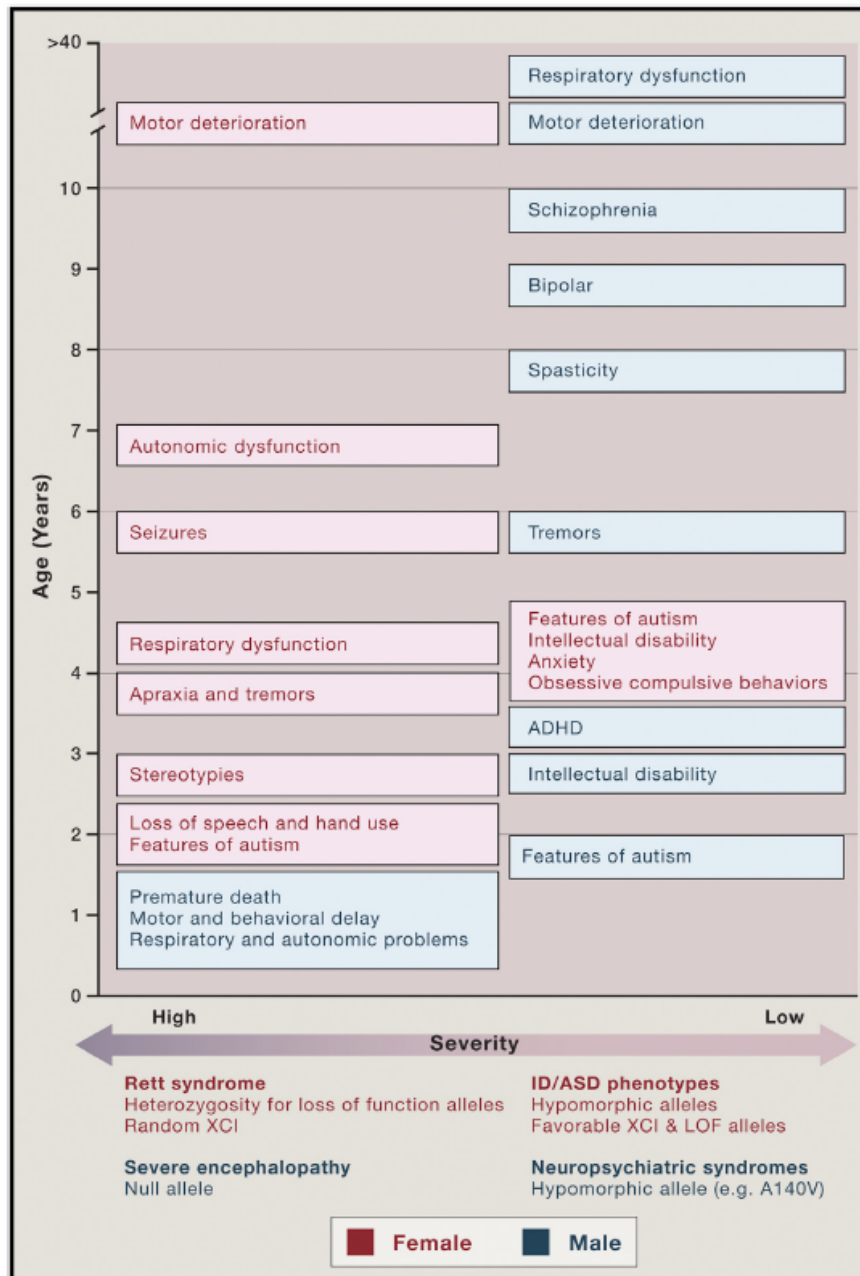 >40
Respiratory dysfunction
Motor deterioration
Motor deterioration
10
Schizophrenia
9
Bipolar
8
Spasticity
7
Autonomic dysfunction
6
Seizures
Tremors
5
Respiratory dysfunction
Features of autism
Intellectual disability
Anxiety
Obsessive compulsive behaviors
4
Apraxia and tremors
ADHD
3
Stereotypies
Intellectual disability
Loss of speech and hand use
Features of autism
2
Features of autism
Premature death
Motor and behavioral delay
Respiratory and autonomic problems
1
0
Age (Years)
High
Low
Severity
Rett syndrome
Heterozygosity for loss of function alleles
Random XCI
ID/ASD phenotypes
Hypomorphic alleles
Favorable XCI & LOF alleles
Severe encephalopathy
Null allele
Neuropsychiatric syndromes
Hypomorphic allele (e.g. A140V)
Female
Male